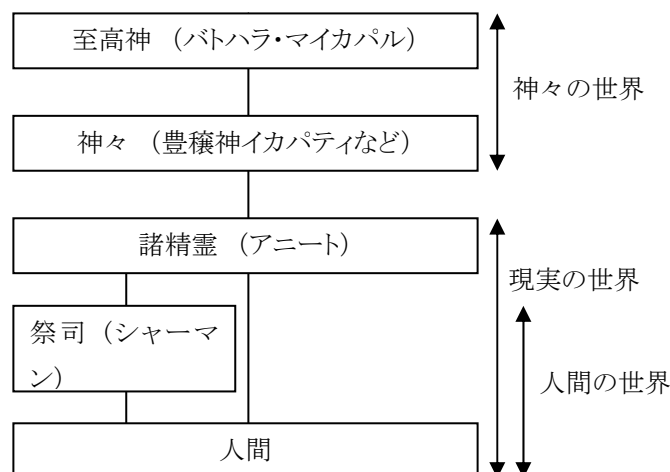 至高神 （バトハラ・マイカパル）
神々の世界
神々 （豊穣神イカパティなど）
諸精霊 （アニート）
現実の世界
祭司（シャーマ
ン）
人間の世界
人間